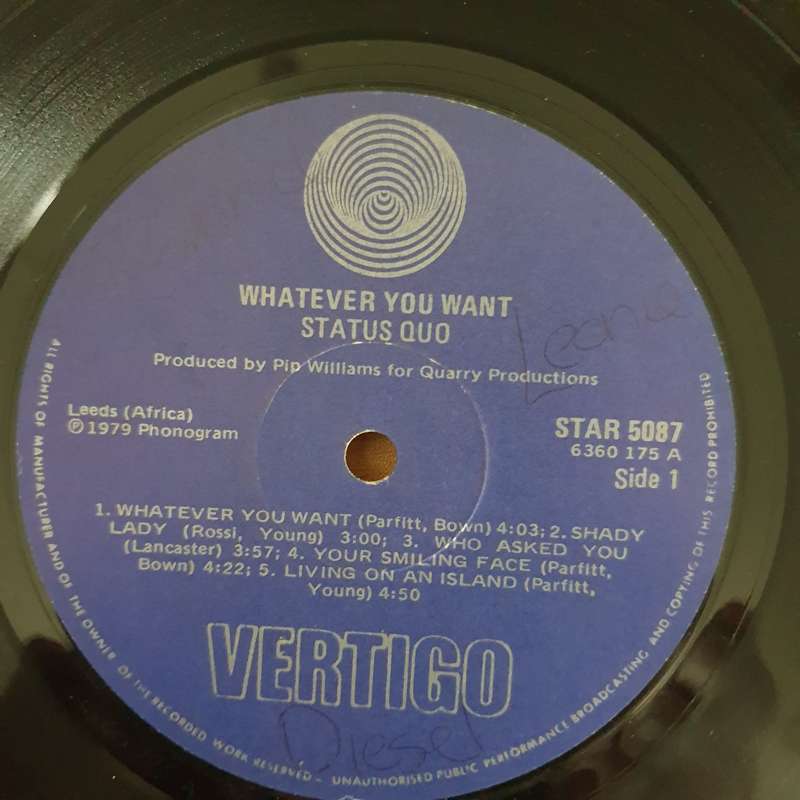 WHATEVER YOU WANT
STATUS QUO
Produced by Pip Williams for Quarry Productions
Leeds (Africa)
℗ 1979 Phonogram
STAR 5087
6360 175 A
Side 1
1. WHATEVER YOU WANT (Parfitt, Bown) 4:03; 2. SHADY
LADY (Rossi, Young) 3:00; 3. WHO ASKED YOU
(Lancaster) 3:57; 4. YOUR SMILING FACE (Parfitt,
Bown) 4:22; 5. LIVING ON AN ISLAND (Parfitt,
Young) 4:50
VERTIGO
Diesel
ALL RIGHTS OF MANUFACTURER AND OF THE OWNER OF THE RECORDED WORK RESERVED – UNAUTHORISED PUBLIC PERFORMANCE BROADCASTING AND COPYING OF THIS RECORD PROHIBITED